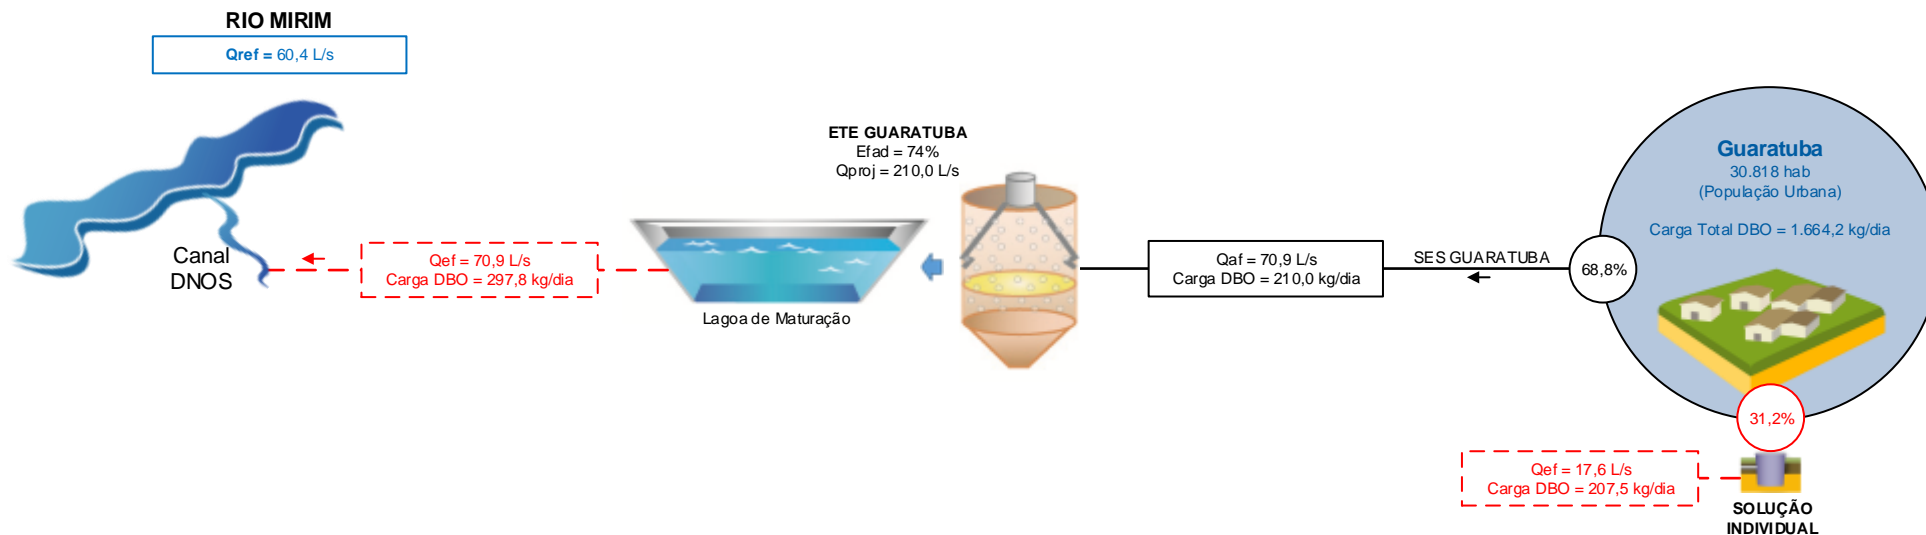 RIO MIRIM
Qref = 60,4 L/s
Canal
DNOS
Qef = 70,9 L/s
Carga DBO = 297,8 kg/dia
ETE GUARATUBA
Efad = 74%
Qproj = 210,0 L/s
Lagoa de Maturação
Qaf = 70,9 L/s
Carga DBO = 210,0 kg/dia
SES GUARATUBA
68,8%
Guaratuba
30.818 hab
(População Urbana)
Carga Total DBO = 1.664,2 kg/dia
31,2%
Qef = 17,6 L/s
Carga DBO = 207,5 kg/dia
SOLUÇÃO
INDIVIDUAL